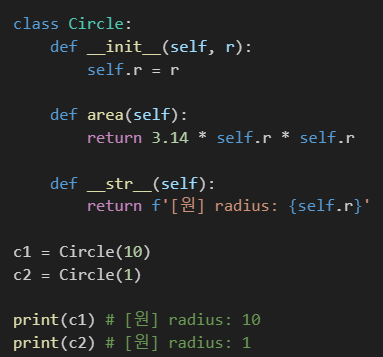 class Circle:
    def __init__(self, r):
        self.r = r

    def area(self):
        return 3.14 * self.r * self.r

    def __str__(self):
        return f'[원] radius: {self.r}'

c1 = Circle(10)
c2 = Circle(1)

print(c1) # [원] radius: 10
print(c2) # [원] radius: 1